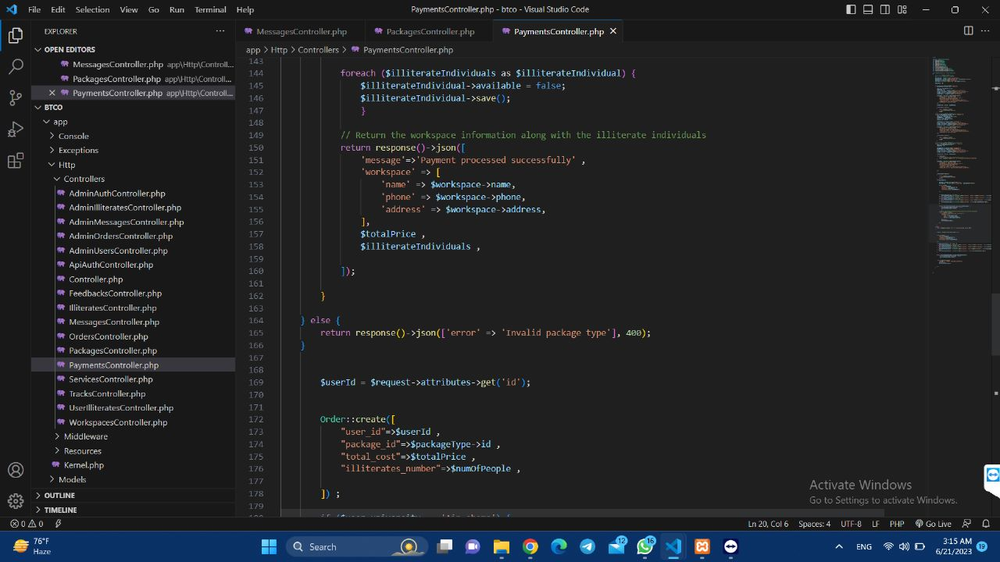 File Edit Selection View Go Run Terminal Help
PaymentsController.php - btco - Visual Studio Code
EXPLORER
OPEN EDITORS
MessagesController.php app\Http\Controll...
PackagesController.php app\Http\Controll...
PaymentsController.php app\Http\Controll...
BTCO
app
Console
Exceptions
Http
Controllers
AdminAuthController.php
AdminIlliteratesController.php
AdminMessagesController.php
AdminOrdersController.php
AdminUsersController.php
ApiAuthController.php
Controller.php
FeedbacksController.php
IlliteratesController.php
MessagesController.php
OrdersController.php
PackagesController.php
PaymentsController.php
ServicesController.php
TracksController.php
UserIlliteratesController.php
WorkspacesController.php
Middleware
Resources
Kernel.php
Models
OUTLINE
TIMELINE
MessagesController.php PackagesController.php PaymentsController.php
app > Http > Controllers > PaymentsController.php
143
144 foreach ($illiterateIndividuals as $illiterateIndividual) {
145 $illiterateIndividual->available = false;
146 $illiterateIndividual->save();
147 }
148
149 // Return the workspace information along with the illiterate individuals
150 return response()->json([
151 'message' => 'Payment processed successfully' ,
152 'workspace' => [
153 'name' => $workspace->name,
154 'phone' => $workspace->phone,
155 'address' => $workspace->address,
156 ],
157 $totalPrice ,
158 $illiterateIndividuals ,
159
160 ]);
161
162 }
163
164 } else {
165 return response()->json(['error' => 'Invalid package type'], 400);
166 }
167
168
169 $userId = $request->attributes->get('id');
170
171
172 Order::create([
173 "user_id"=>$userId ,
174 "package_id"=>$packageType->id ,
175 "total_cost"=>$totalPrice ,
176 "illiterates_number"=>$numOfPeople ,
177
178 ]) ;
179
Activate Windows
Go to Settings to activate Windows.
0 0 Ln 20, Col 6 Spaces: 4 UTF-8 LF PHP Go Live
76°F
Haze
Search
12
16
ENG
3:15 AM
6/21/2023
19